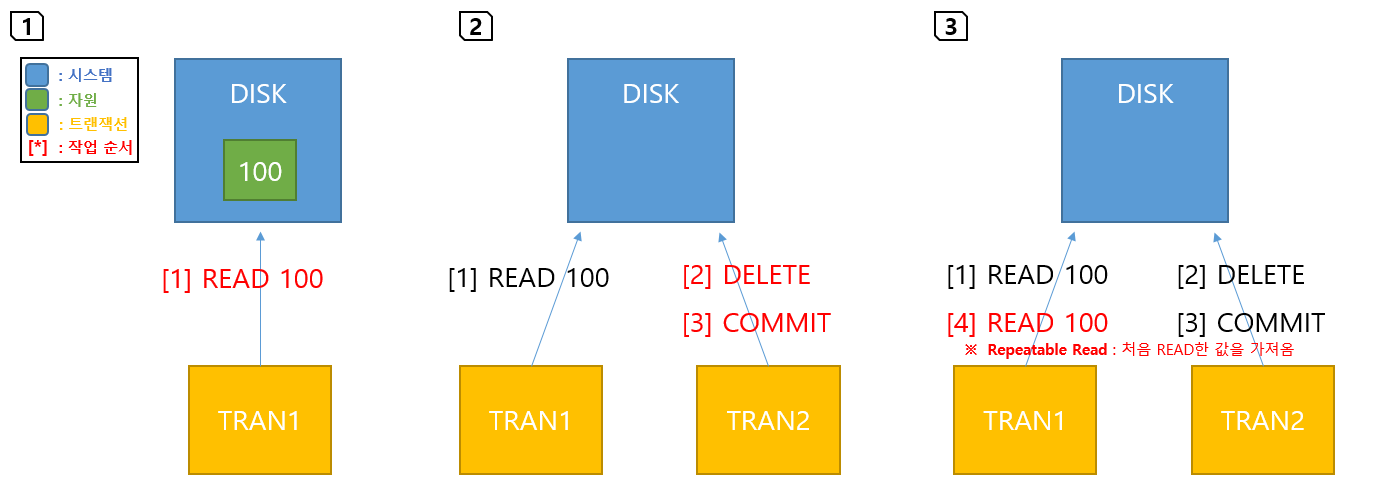 1
: 시스템
: 자원
: 트랜잭션
[*] : 작업 순서
DISK
100
[1] READ 100
TRAN1
2
DISK
[1] READ 100
[2] DELETE
[3] COMMIT
TRAN1
TRAN2
3
DISK
[1] READ 100
[2] DELETE
[4] READ 100
[3] COMMIT
※ Repeatable Read : 처음 READ한 값을 가져옴
TRAN1
TRAN2